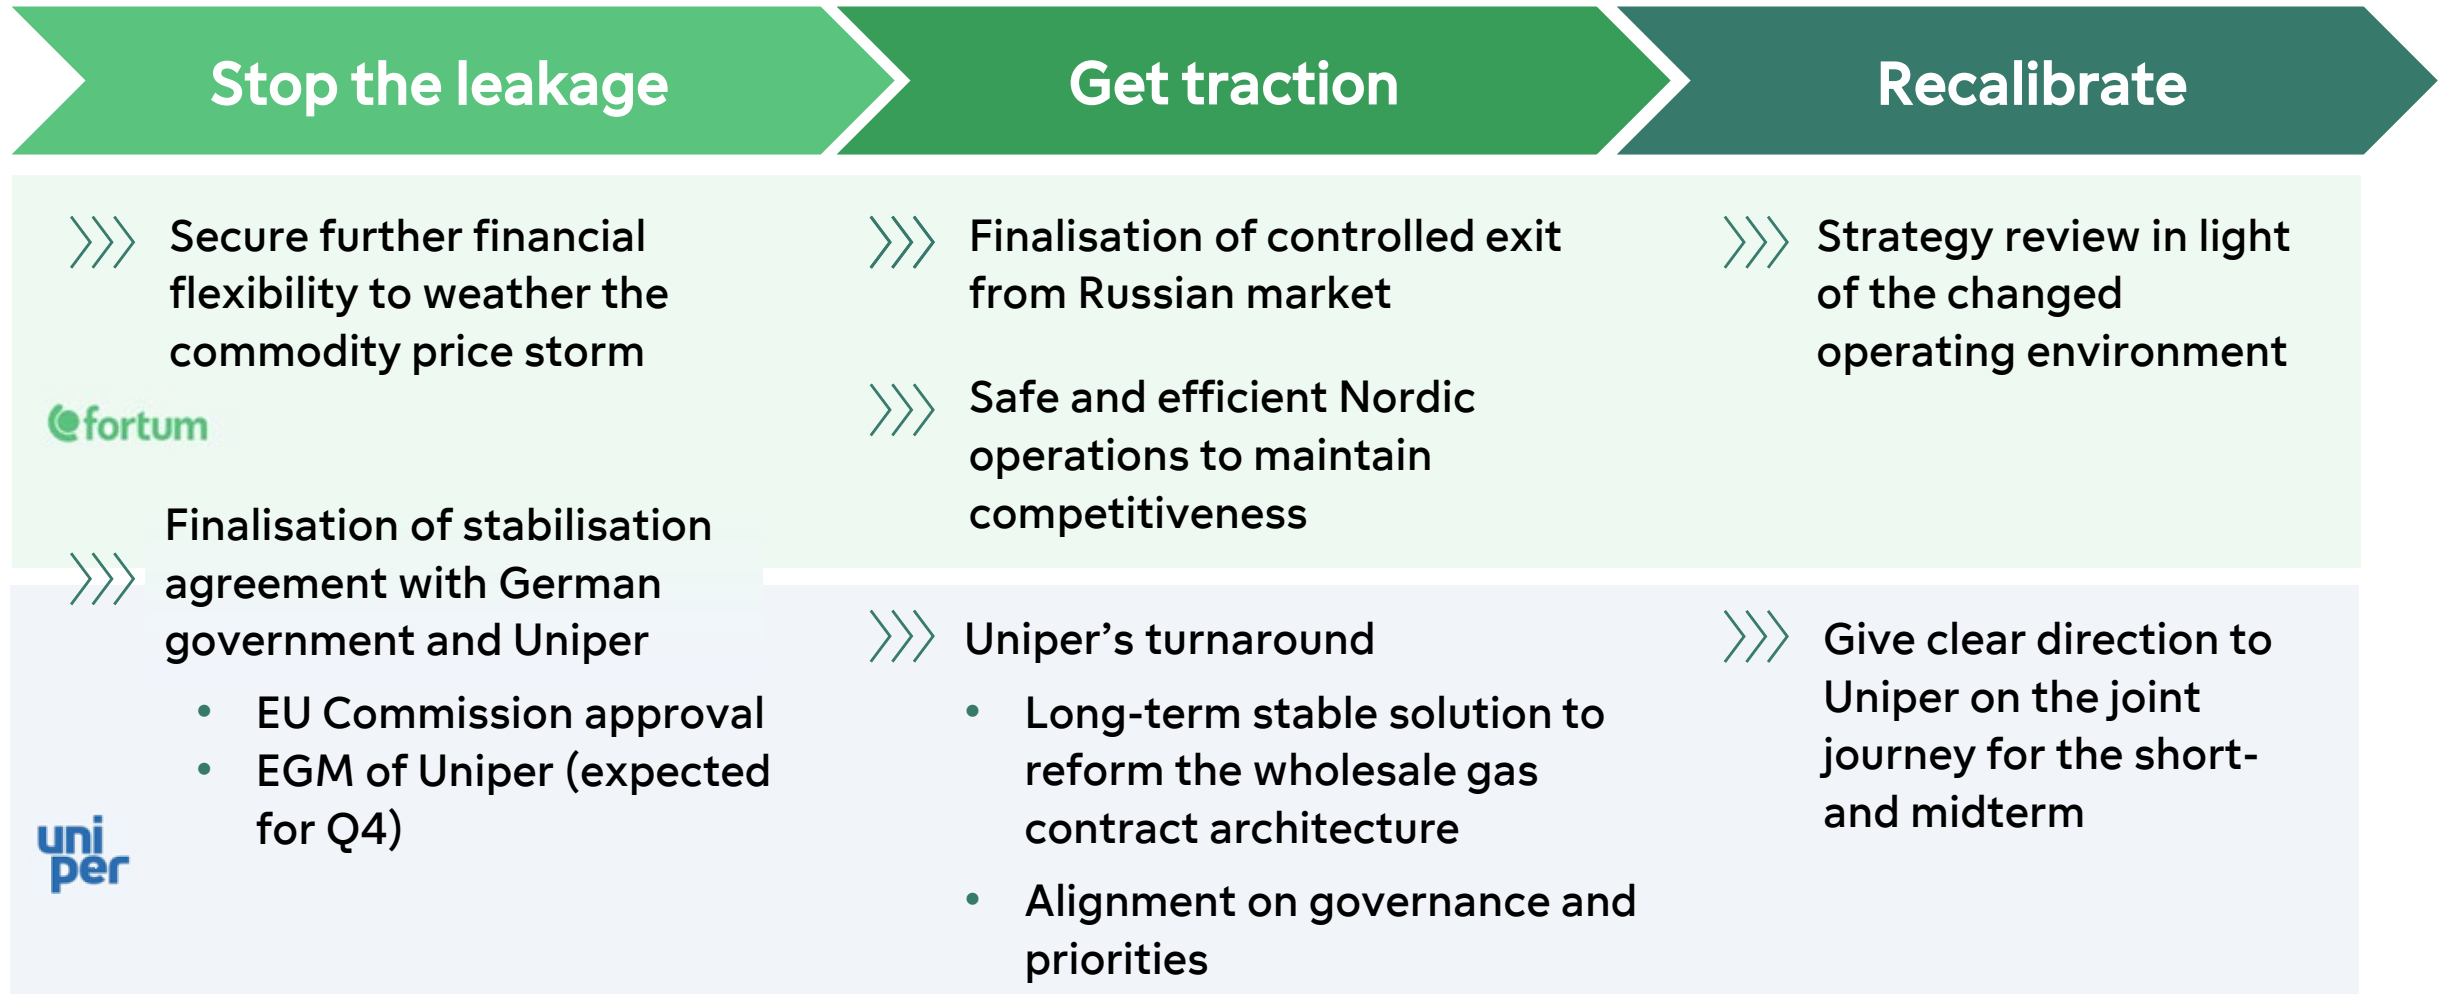 Stop the leakage
Get traction
Recalibrate
Secure further financial
flexibility to weather the
commodity price storm
fortum
Finalisation of controlled exit
from Russian market
Safe and efficient Nordic
operations to maintain
competitiveness
Strategy review in light
of the changed
operating environment
Finalisation of stabilisation
agreement with German
government and Uniper
• EU Commission approval
• EGM of Uniper (expected
for Q4)
uni
per
Uniper’s turnaround
• Long-term stable solution to
reform the wholesale gas
contract architecture
• Alignment on governance and
priorities
Give clear direction to
Uniper on the joint
journey for the short-
and midterm